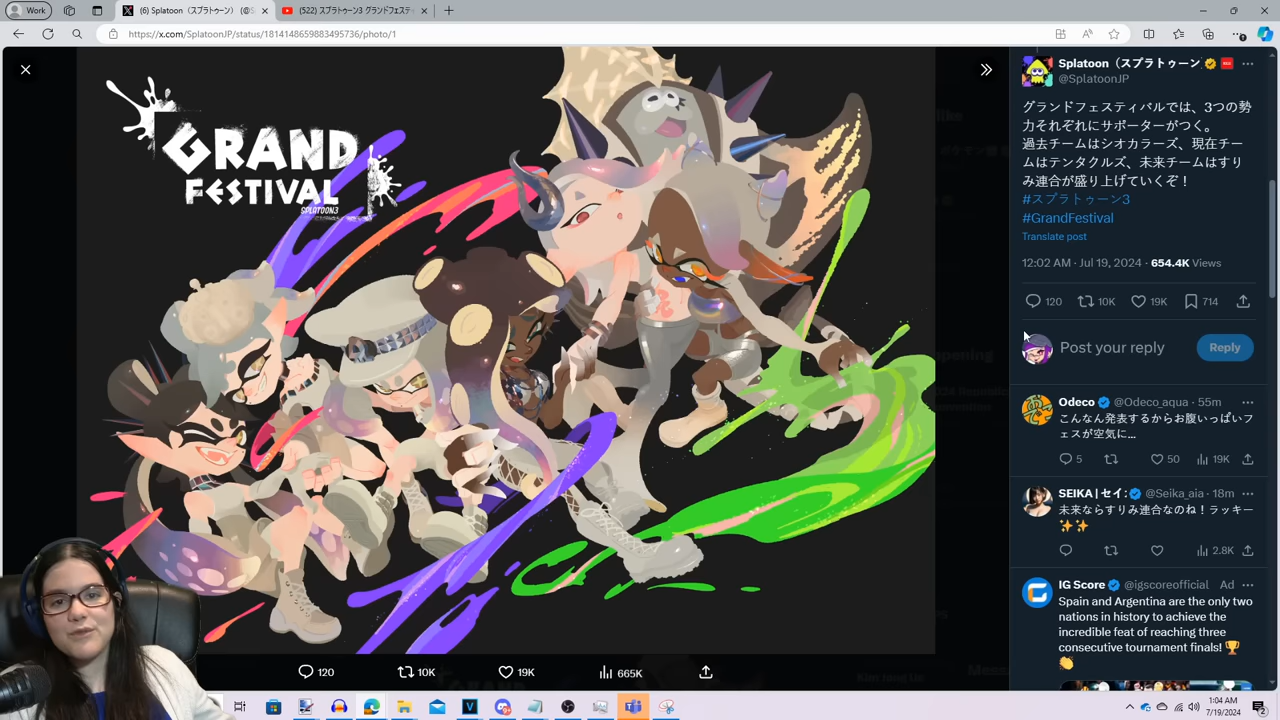 Work
(6) Splatoon（スプラトゥーン） (@S
(522) スプラトゥーン3 グランドフェステ
https://x.com/SplatoonJP/status/1814148659883495736/photo/1
GRAND
FESTIVAL
SPLATOON3
120
10K
19K
665K
Splatoon（スプラトゥーン
@SplatoonJP
グランドフェスティバルでは、3つの勢
力それぞれにサポーターがつく。
過去チームはシオカラーズ、現在チー
ムはテンタクルズ、未来チームはすり
み連合が盛り上げていくぞ！
#スプラトゥーン3
#GrandFestival
Translate post
12:02 AM · Jul 19, 2024 · 654.4K Views
120 10K 19K 714
Post your reply
Reply
Odeco @Odeco_aqua · 55m
こんなん発表するからお腹いっぱいフ
ェスが空気に...
5 50 19K
SEIKA | セイ: @Seika_aia · 18m
未来ならすりみ連合なのね！ラッキー
✨✨
2.8K
IG Score @igscoreofficial Ad
Spain and Argentina are the only two
nations in history to achieve the
incredible feat of reaching three
consecutive tournament finals! 🏆
👏
1:04 AM
7/19/2024